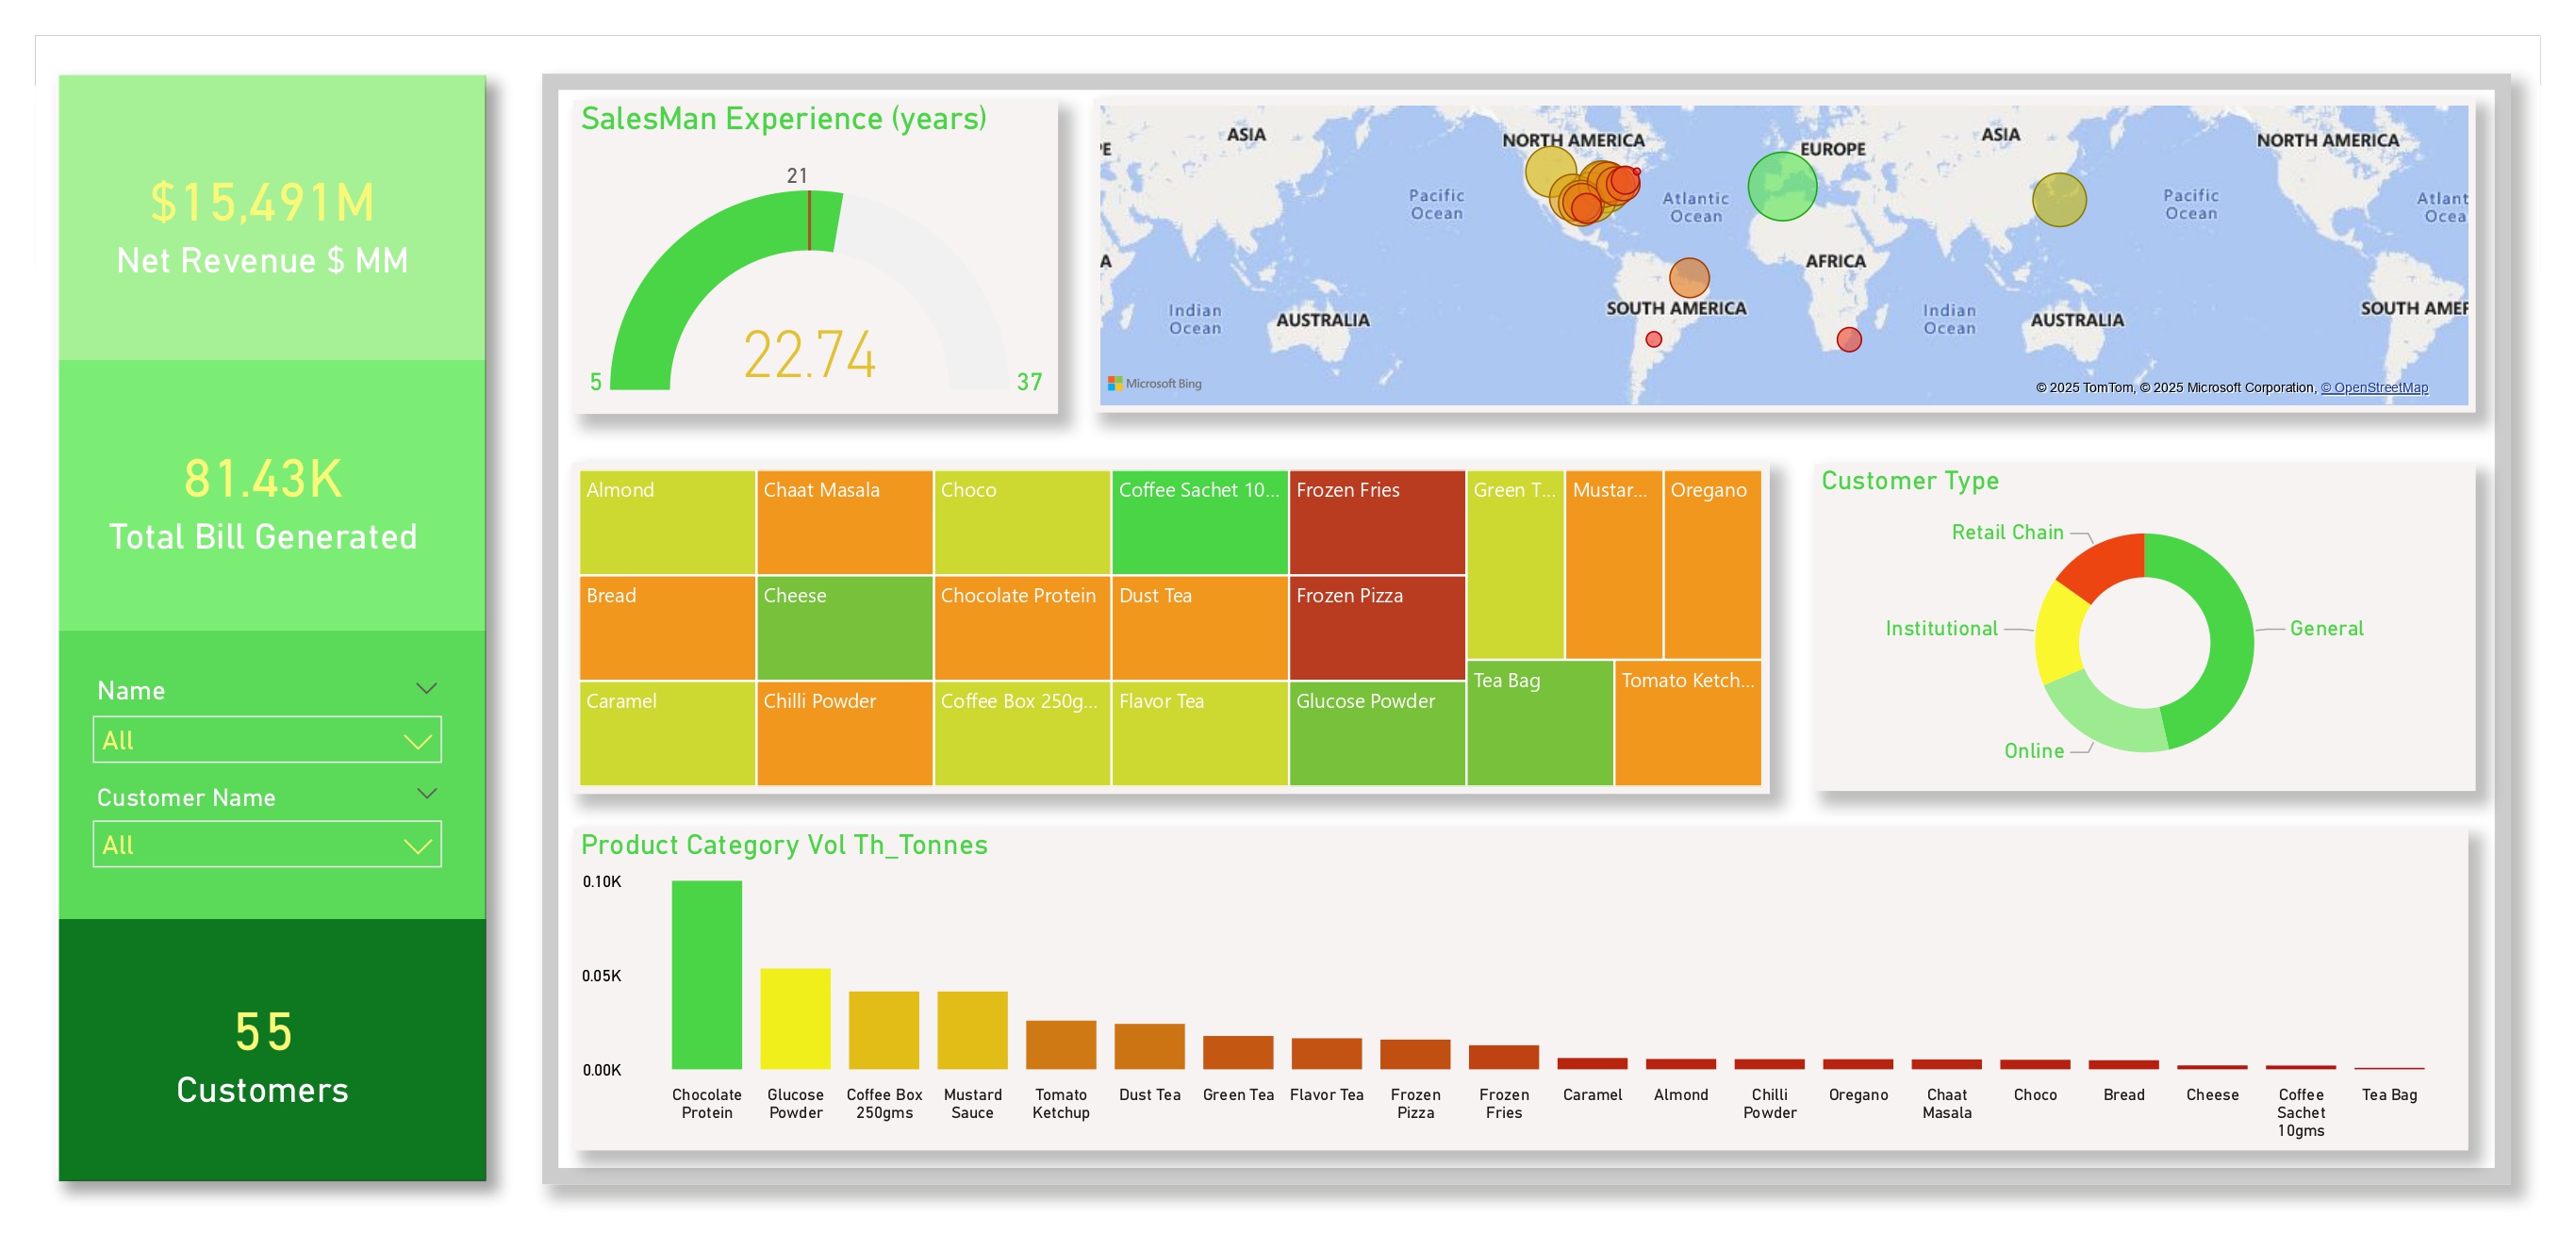 $15,491M
Net Revenue $ MM
81.43K
Total Bill Generated
Name
All
Customer Name
All
55
Customers
SalesMan Experience (years)
21
22.74
5
37
ASIA
NORTH AMERICA
EUROPE
ASIA
NORTH AMERICA
PE
Pacific
Ocean
Atlantic
Ocean
Pacific
Ocean
Atlant
Ocea
A
AFRICA
Indian
Ocean
AUSTRALIA
SOUTH AMERICA
Indian
Ocean
AUSTRALIA
SOUTH AMER
Microsoft Bing
© 2025 TomTom, © 2025 Microsoft Corporation, © OpenStreetMap
Almond
Chaat Masala
Choco
Coffee Sachet 10...
Frozen Fries
Green T...
Mustar...
Oregano
Bread
Cheese
Chocolate Protein
Dust Tea
Frozen Pizza
Tea Bag
Tomato Ketch...
Caramel
Chilli Powder
Coffee Box 250g...
Flavor Tea
Glucose Powder
Customer Type
Retail Chain
Institutional
General
Online
Product Category Vol Th_Tonnes
0.10K
0.05K
0.00K
Chocolate
Protein
Glucose
Powder
Coffee Box
250gms
Mustard
Sauce
Tomato
Ketchup
Dust Tea
Green Tea
Flavor Tea
Frozen
Pizza
Frozen
Fries
Caramel
Almond
Chilli
Powder
Oregano
Chaat
Masala
Choco
Bread
Cheese
Coffee
Sachet
10gms
Tea Bag